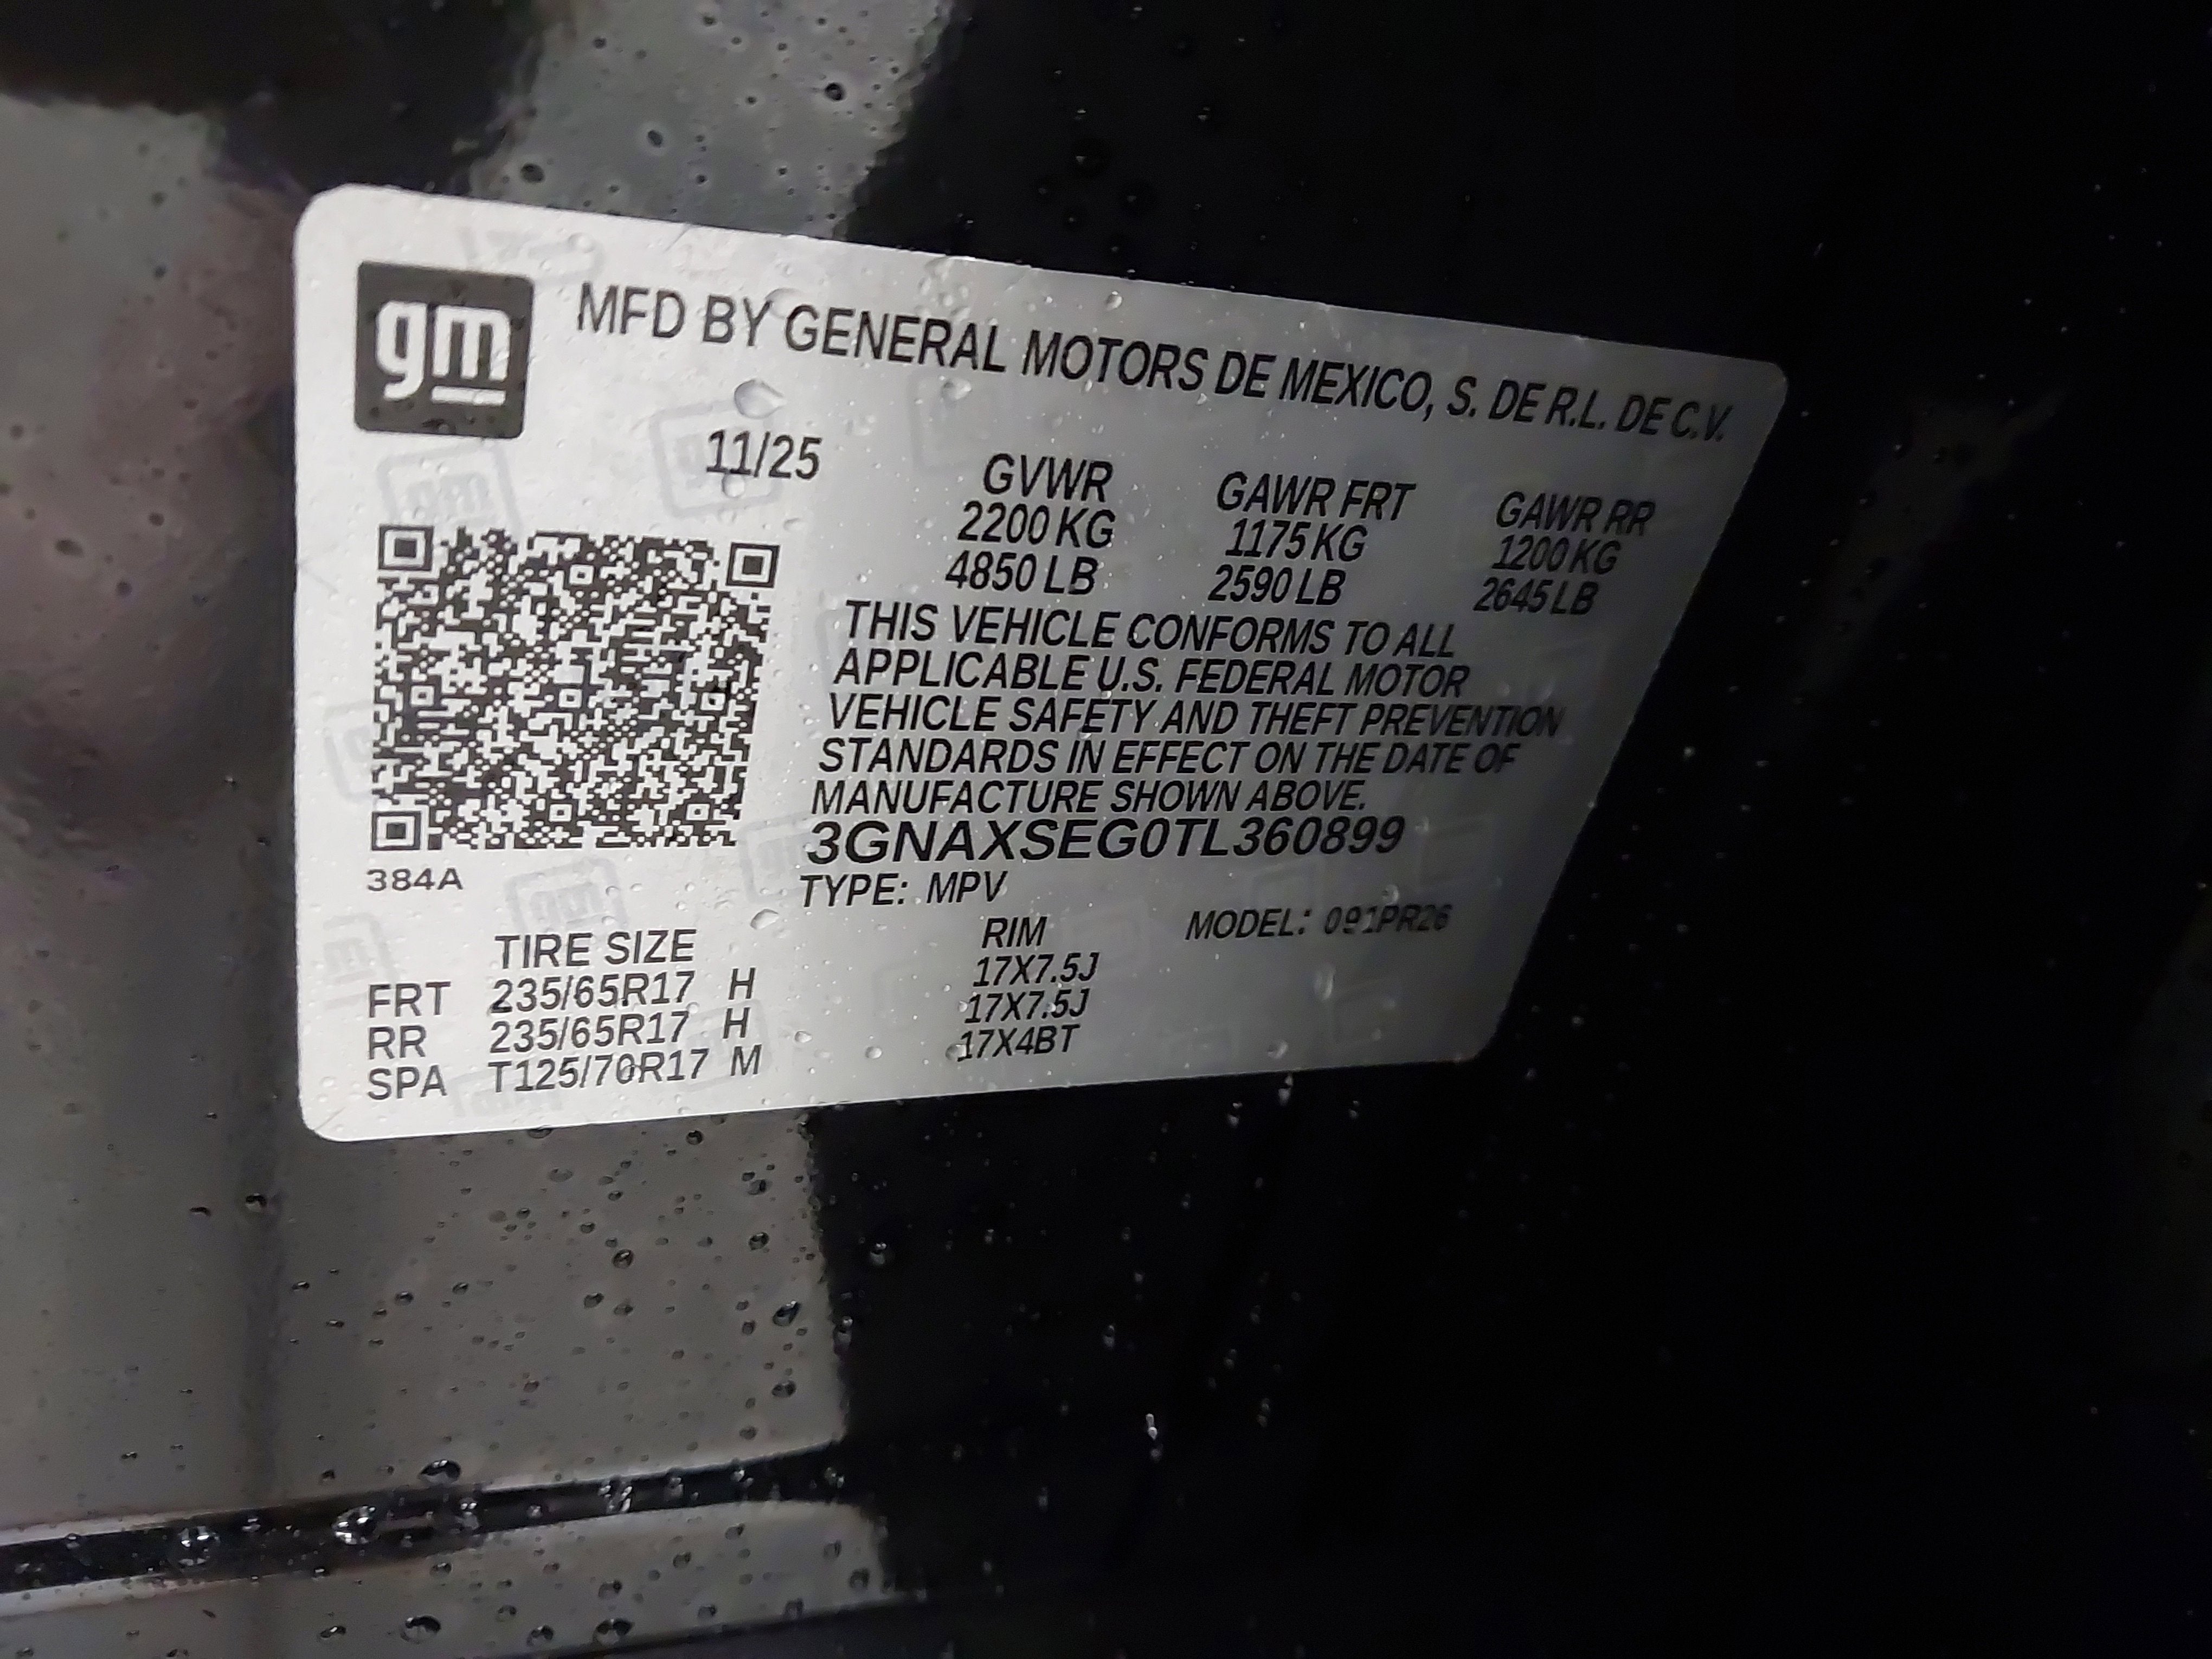 gm
MFD BY GENERAL MOTORS DE MEXICO, S. DE R.L. DE C.V.
11/25
GVWR GAWR FRT GAWR RR
2200 KG 1175 KG 1200 KG
4850 LB 2590 LB 2645 LB
THIS VEHICLE CONFORMS TO ALL
APPLICABLE U.S. FEDERAL MOTOR
VEHICLE SAFETY AND THEFT PREVENTION
STANDARDS IN EFFECT ON THE DATE OF
MANUFACTURE SHOWN ABOVE.
3GNAXSEG0TL360899
384A
TYPE: MPV MODEL: 091PR26
TIRE SIZE RIM
FRT 235/65R17 H 17X7.5J
RR 235/65R17 H 17X7.5J
SPA T125/70R17 M 17X4BT